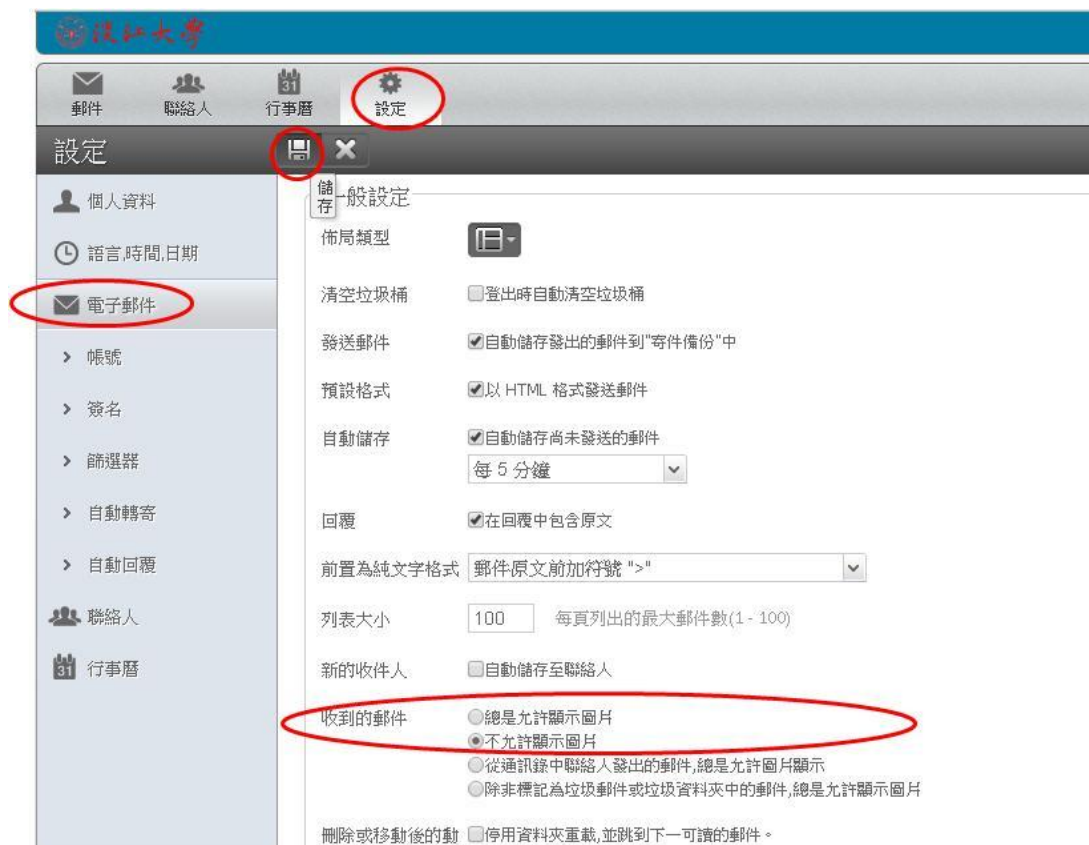 淡江大學
郵件 聯絡人 31 行事曆 設定
設定
儲存
個人資料
語言,時間,日期
電子郵件
帳號
簽名
篩選器
自動轉寄
自動回覆
聯絡人
31 行事曆
一般設定
佈局類型
清空垃圾桶 登出時自動清空垃圾桶
發送郵件 自動儲存發出的郵件到"寄件備份"中
預設格式 以 HTML 格式發送郵件
自動儲存 自動儲存尚未發送的郵件
每 5 分鐘
回覆 在回覆中包含原文
前置為純文字格式 郵件原文前加符號 ">"
列表大小 100 每頁列出的最大郵件數(1 - 100)
新的收件人 自動儲存至聯絡人
收到的郵件 總是允許顯示圖片
不允許顯示圖片
從通訊錄中聯絡人發出的郵件,總是允許圖片顯示
除非標記為垃圾郵件或垃圾資料夾中的郵件,總是允許顯示圖片
刪除或移動後的動 停用資料夾重載,並跳到下一可讀的郵件。